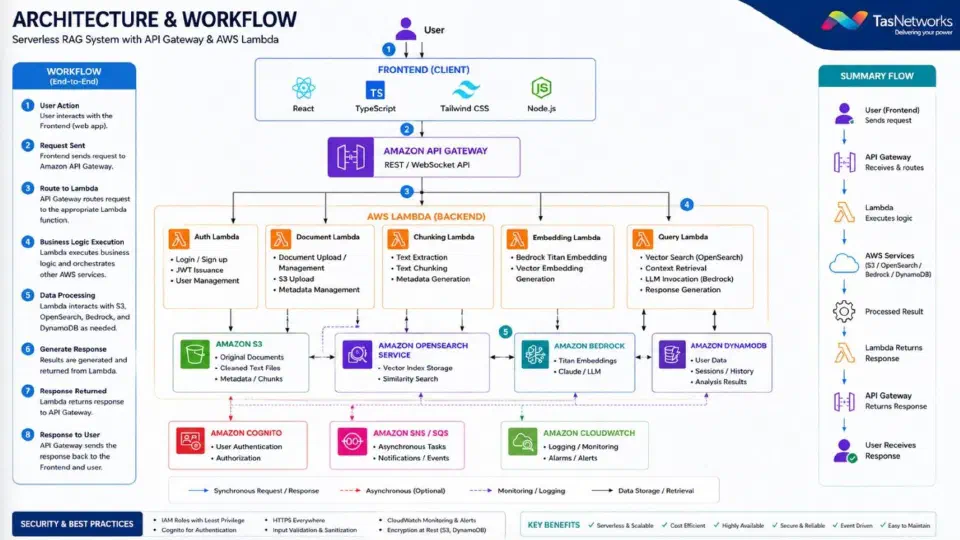 ARCHITECTURE & WORKFLOW
Serverless RAG System with API Gateway & AWS Lambda
TasNetworks
Delivering your power
User
1
WORKFLOW
(End-to-End)
1 User Action
User interacts with the
Frontend (web app).
2 Request Sent
Frontend sends request to
Amazon API Gateway.
3 Route to Lambda
API Gateway routes request
to the appropriate Lambda
function.
4 Business Logic Execution
Lambda executes business
logic and orchestrates
other AWS services.
5 Data Processing
Lambda interacts with S3,
OpenSearch, Bedrock, and
DynamoDB as needed.
6 Generate Response
Results are generated and
returned from Lambda.
7 Response Returned
Lambda returns response
to API Gateway.
8 Response to User
API Gateway sends the
response back to the
Frontend and user.
FRONTEND (CLIENT)
React
TS
TypeScript
Tailwind CSS
JS
Node.js
2
AMAZON API GATEWAY
REST / WebSocket API
3
4
AWS LAMBDA (BACKEND)
Auth Lambda
• Login / Sign up
• JWT Issuance
• User Management
Document Lambda
• Document Upload /
Management
• S3 Upload
• Metadata Management
Chunking Lambda
• Text Extraction
• Text Chunking
• Metadata Generation
Embedding Lambda
• Bedrock Titan Embedding
• Vector Embedding
Generation
Query Lambda
• Vector Search (OpenSearch)
• Context Retrieval
• LLM Invocation (Bedrock)
• Response Generation
5
AMAZON S3
• Original Documents
• Cleaned Text Files
• Metadata / Chunks
AMAZON OPENSEARCH
SERVICE
• Vector Index Storage
• Similarity Search
AMAZON BEDROCK
• Titan Embeddings
• Claude / LLM
AMAZON DYNAMODB
• User Data
• Sessions / History
• Analysis Results
AMAZON COGNITO
• User Authentication
• Authorization
AMAZON SNS / SQS
• Asynchronous Tasks
• Notifications / Events
AMAZON CLOUDWATCH
• Logging / Monitoring
• Alarms / Alerts
Synchronous Request / Response
Asynchronous (Optional)
Monitoring / Logging
Data Storage / Retrieval
SUMMARY FLOW
User (Frontend)
Sends request
API Gateway
Receives & routes
Lambda
Executes logic
AWS Services
(S3 / OpenSearch /
Bedrock / DynamoDB)
Processed Result
Lambda Returns
Response
API Gateway
Returns Response
User Receives
Response
SECURITY & BEST PRACTICES
• IAM Roles with Least Privilege
• Cognito for Authentication
• HTTPS Everywhere
• Input Validation & Sanitization
• CloudWatch Monitoring & Alerts
• Encryption at Rest (S3, DynamoDB)
KEY BENEFITS
✓ Serverless & Scalable
✓ Cost Efficient
✓ Highly Available
✓ Secure & Reliable
✓ Event Driven
✓ Easy to Maintain